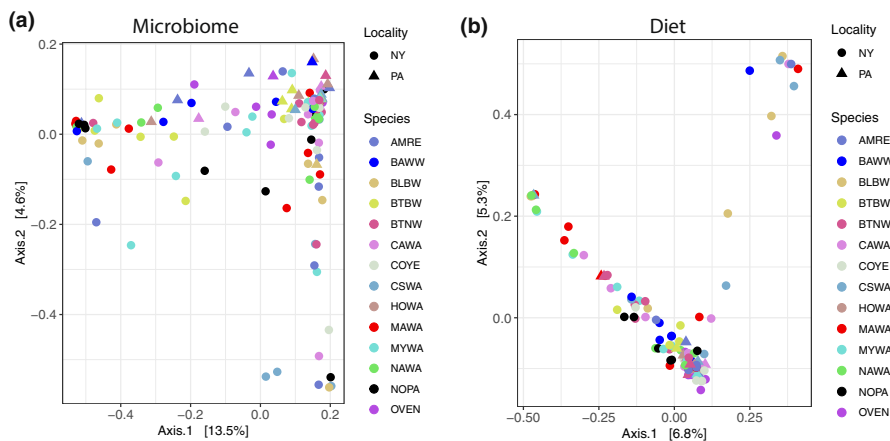 (a)
Microbiome
0.2
0.0
−0.2
−0.4
Axis.2 [4.6%]
−0.4
−0.2
0.0
0.2
Axis.1 [13.5%]
Locality
NY
PA
Species
AMRE
BAWW
BLBW
BTBW
BTNW
CAWA
COYE
CSWA
HOWA
MAWA
MYWA
NAWA
NOPA
OVEN
(b)
Diet
0.4
0.2
0.0
Axis.2 [5.3%]
−0.50
−0.25
0.00
0.25
Axis.1 [6.8%]
Locality
NY
PA
Species
AMRE
BAWW
BLBW
BTBW
BTNW
CAWA
COYE
CSWA
HOWA
MAWA
MYWA
NAWA
NOPA
OVEN